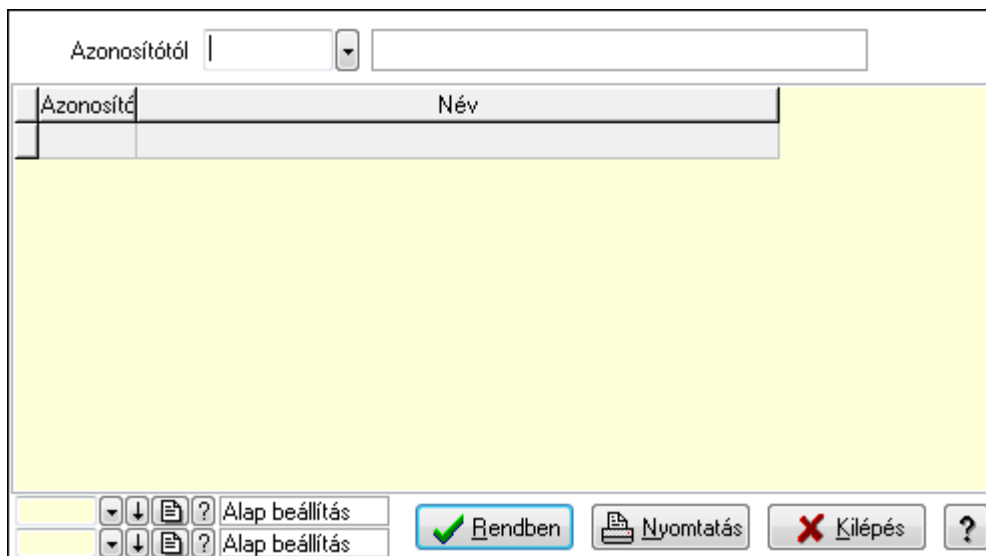 Azonosítótól
Azonosító Név
? Alap beállítás
? Alap beállítás
Rendben Nyomtatás Kilépés ?